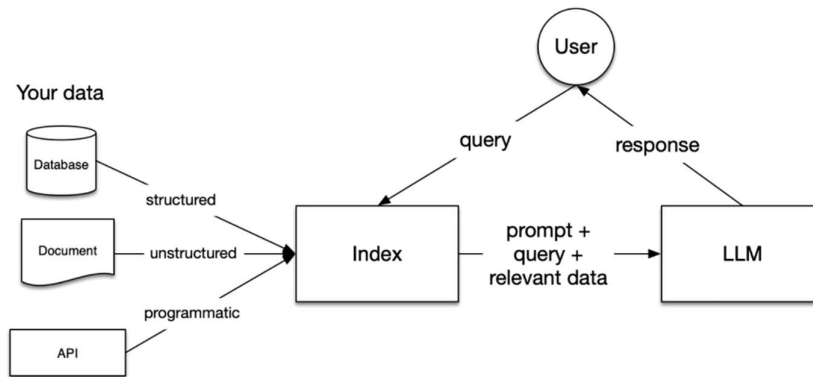 User
Your data
Database
query
response
structured
Document
unstructured
Index
prompt +
query +
relevant data
LLM
programmatic
API